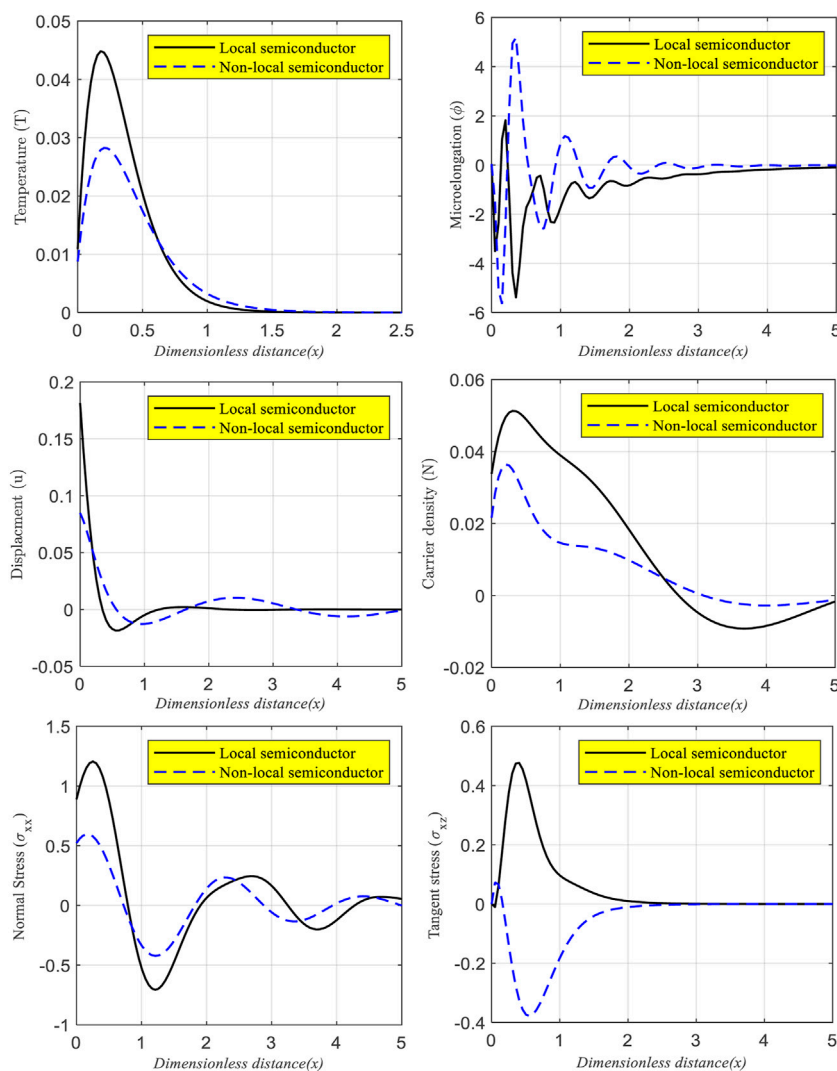 0.05
0.04
0.03
0.02
0.01
0
Temperature (T)
Local semiconductor
Non-local semiconductor
0 0.5 1 1.5 2 2.5
Dimensionless distance(x)
6
4
2
0
-2
-4
-6
Microelongation (ϕ)
Local semiconductor
Non-local semiconductor
0 1 2 3 4 5
Dimensionless distance(x)
0.2
0.15
0.1
0.05
0
-0.05
Displacment (u)
Local semiconductor
Non-local semiconductor
0 1 2 3 4 5
Dimensionless distance(x)
0.06
0.04
0.02
0
-0.02
Carrier density (N)
Local semiconductor
Non-local semiconductor
0 1 2 3 4 5
Dimensionless distance(x)
1.5
1
0.5
0
-0.5
-1
Normal Stress (σxx)
Local semiconductor
Non-local semiconductor
0 1 2 3 4 5
Dimensionless distance(x)
0.6
0.4
0.2
0
-0.2
-0.4
Tangent stress (σxz)
Local semiconductor
Non-local semiconductor
0 1 2 3 4 5
Dimensionless distance(x)